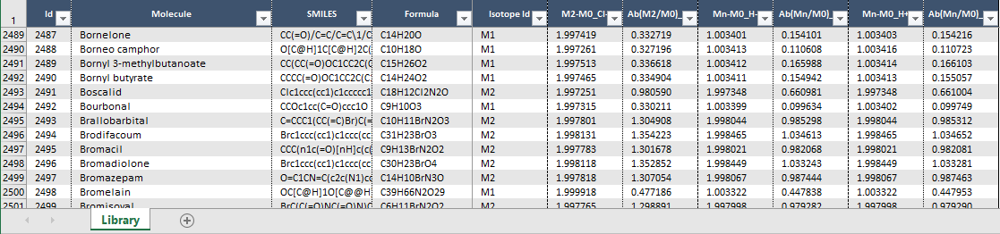 1 Id Molecule SMILES Formula Isotope Id M2-M0_Cl- Ab(M2/M0)_ Mn-M0_H- Ab(Mn/M0)_ Mn-M0_H+ Ab(Mn/M0)_
2489 2487 Bornelone CC(=O)/C=C/C=C\1/C C14H20O M1 1.997419 0.332719 1.003401 0.154101 1.003403 0.154216
2490 2488 Borneo camphor O[C@H]1C[C@H]2C( C10H18O M1 1.997261 0.327196 1.003413 0.110608 1.003416 0.110723
2491 2489 Bornyl 3-methylbutanoate CC(CC(=O)OC1CC2(C C15H26O2 M1 1.997513 0.336618 1.003412 0.165988 1.003414 0.166103
2492 2490 Bornyl butyrate CCCC(=O)OC1CC2(C C14H24O2 M1 1.997465 0.334904 1.003411 0.154942 1.003413 0.155057
2493 2491 Boscalid Clc1ccc(cc1)c1ccccc1 C18H12Cl2N2O M2 1.997251 0.980590 1.997348 0.660981 1.997348 0.661004
2494 2492 Bourbonal CCOc1cc(C=O)ccc1O C9H10O3 M1 1.997315 0.330211 1.003399 0.099634 1.003402 0.099749
2495 2493 Brallobarbital C=CCC1(CC(=C)Br)C(= C10H11BrN2O3 M2 1.997801 1.304908 1.998044 0.985298 1.998044 0.985312
2496 2494 Brodifacoum Brc1ccc(cc1)c1ccc(cc C31H23BrO3 M2 1.998131 1.354223 1.998465 1.034613 1.998465 1.034652
2497 2495 Bromacil CCC(n1c(=O)[nH]c(c( C9H13BrN2O2 M2 1.997783 1.301678 1.998021 0.982068 1.998021 0.982081
2498 2496 Bromadiolone Brc1ccc(cc1)c1ccc(cc C30H23BrO4 M2 1.998118 1.352852 1.998449 1.033243 1.998449 1.033281
2499 2497 Bromazepam O=C1CN=C(c2c(N1)cc C14H10BrN3O M2 1.997818 1.307054 1.998067 0.987444 1.998067 0.987463
2500 2498 Bromelain OC[C@H]1O[C@@H] C39H66N2O29 M1 1.999918 0.477186 1.003322 0.447838 1.003322 0.447953
2501 2499 Bromisoval BrC(C(=O)NC(=O)N)C C6H11BrN2O2 M2 1.997765 1.298891 1.997998 0.979282 1.997998 0.979290
Library